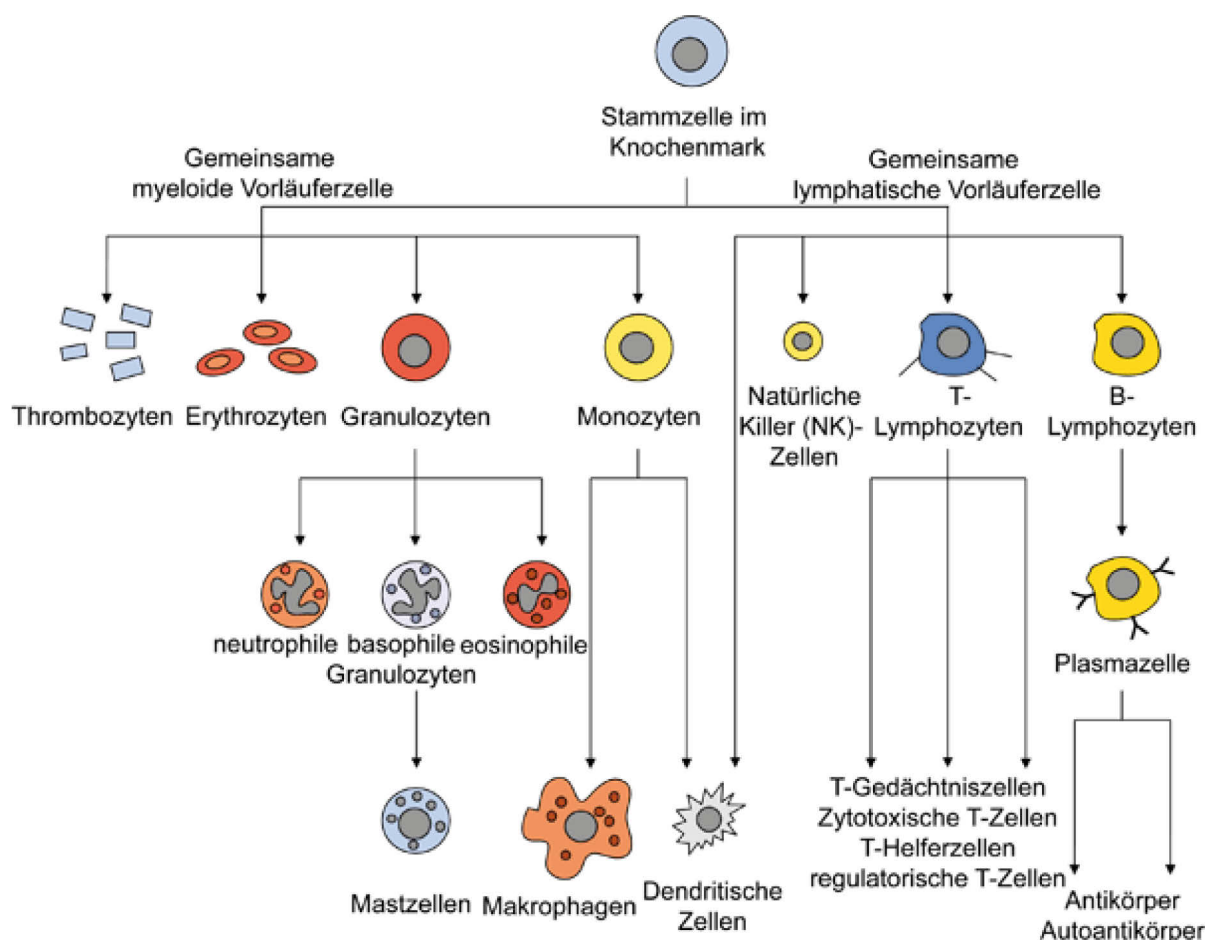 Stammzelle im
Knochenmark
Gemeinsame
myeloide Vorläuferzelle
Gemeinsame
lymphatische Vorläuferzelle
Thrombozyten
Erythrozyten
Granulozyten
Monozyten
Natürliche
Killer (NK)-
Zellen
T-
Lymphozyten
B-
Lymphozyten
neutrophile basophile eosinophile
Granulozyten
Plasmazelle
Mastzellen
Makrophagen
Dendritische
Zellen
T-Gedächtniszellen
Zytotoxische T-Zellen
T-Helferzellen
regulatorische T-Zellen
Antikörper
Autoantikörper